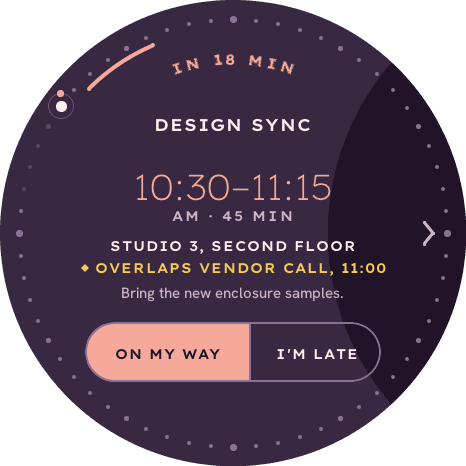 IN 18 MIN
DESIGN SYNC
10:30–11:15
AM · 45 MIN
STUDIO 3, SECOND FLOOR
OVERLAPS VENDOR CALL, 11:00
Bring the new enclosure samples.
ON MY WAY
I'M LATE